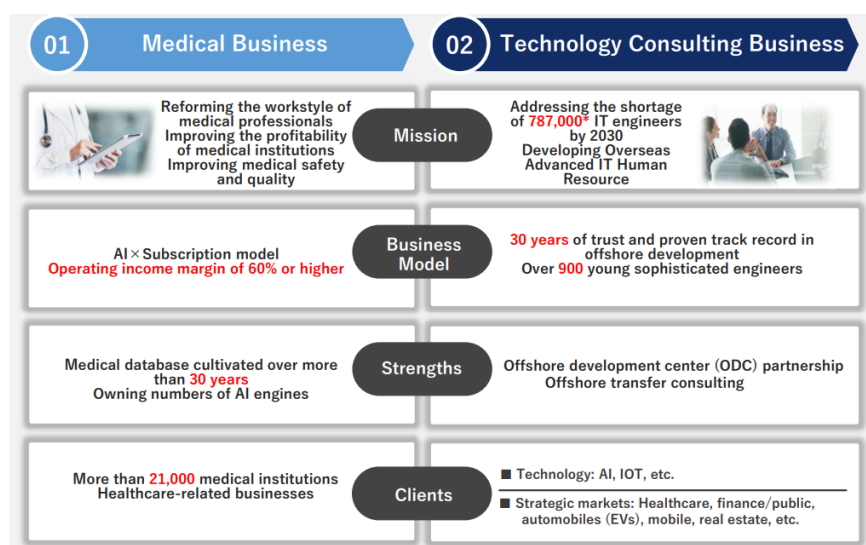 01
Medical Business
02
Technology Consulting Business
Reforming the workstyle of
medical professionals
Improving the profitability
of medical institutions
Improving medical safety
and quality
Mission
Addressing the shortage
of 787,000* IT engineers
by 2030
Developing Overseas
Advanced IT Human
Resource
AI×Subscription model
Operating income margin of 60% or higher
Business
Model
30 years of trust and proven track record in
offshore development
Over 900 young sophisticated engineers
Medical database cultivated over more
than 30 years
Owning numbers of AI engines
Strengths
Offshore development center (ODC) partnership
Offshore transfer consulting
More than 21,000 medical institutions
Healthcare-related businesses
Clients
■ Technology: AI, IOT, etc.
■ Strategic markets: Healthcare, finance/public,
automobiles (EVs), mobile, real estate, etc.